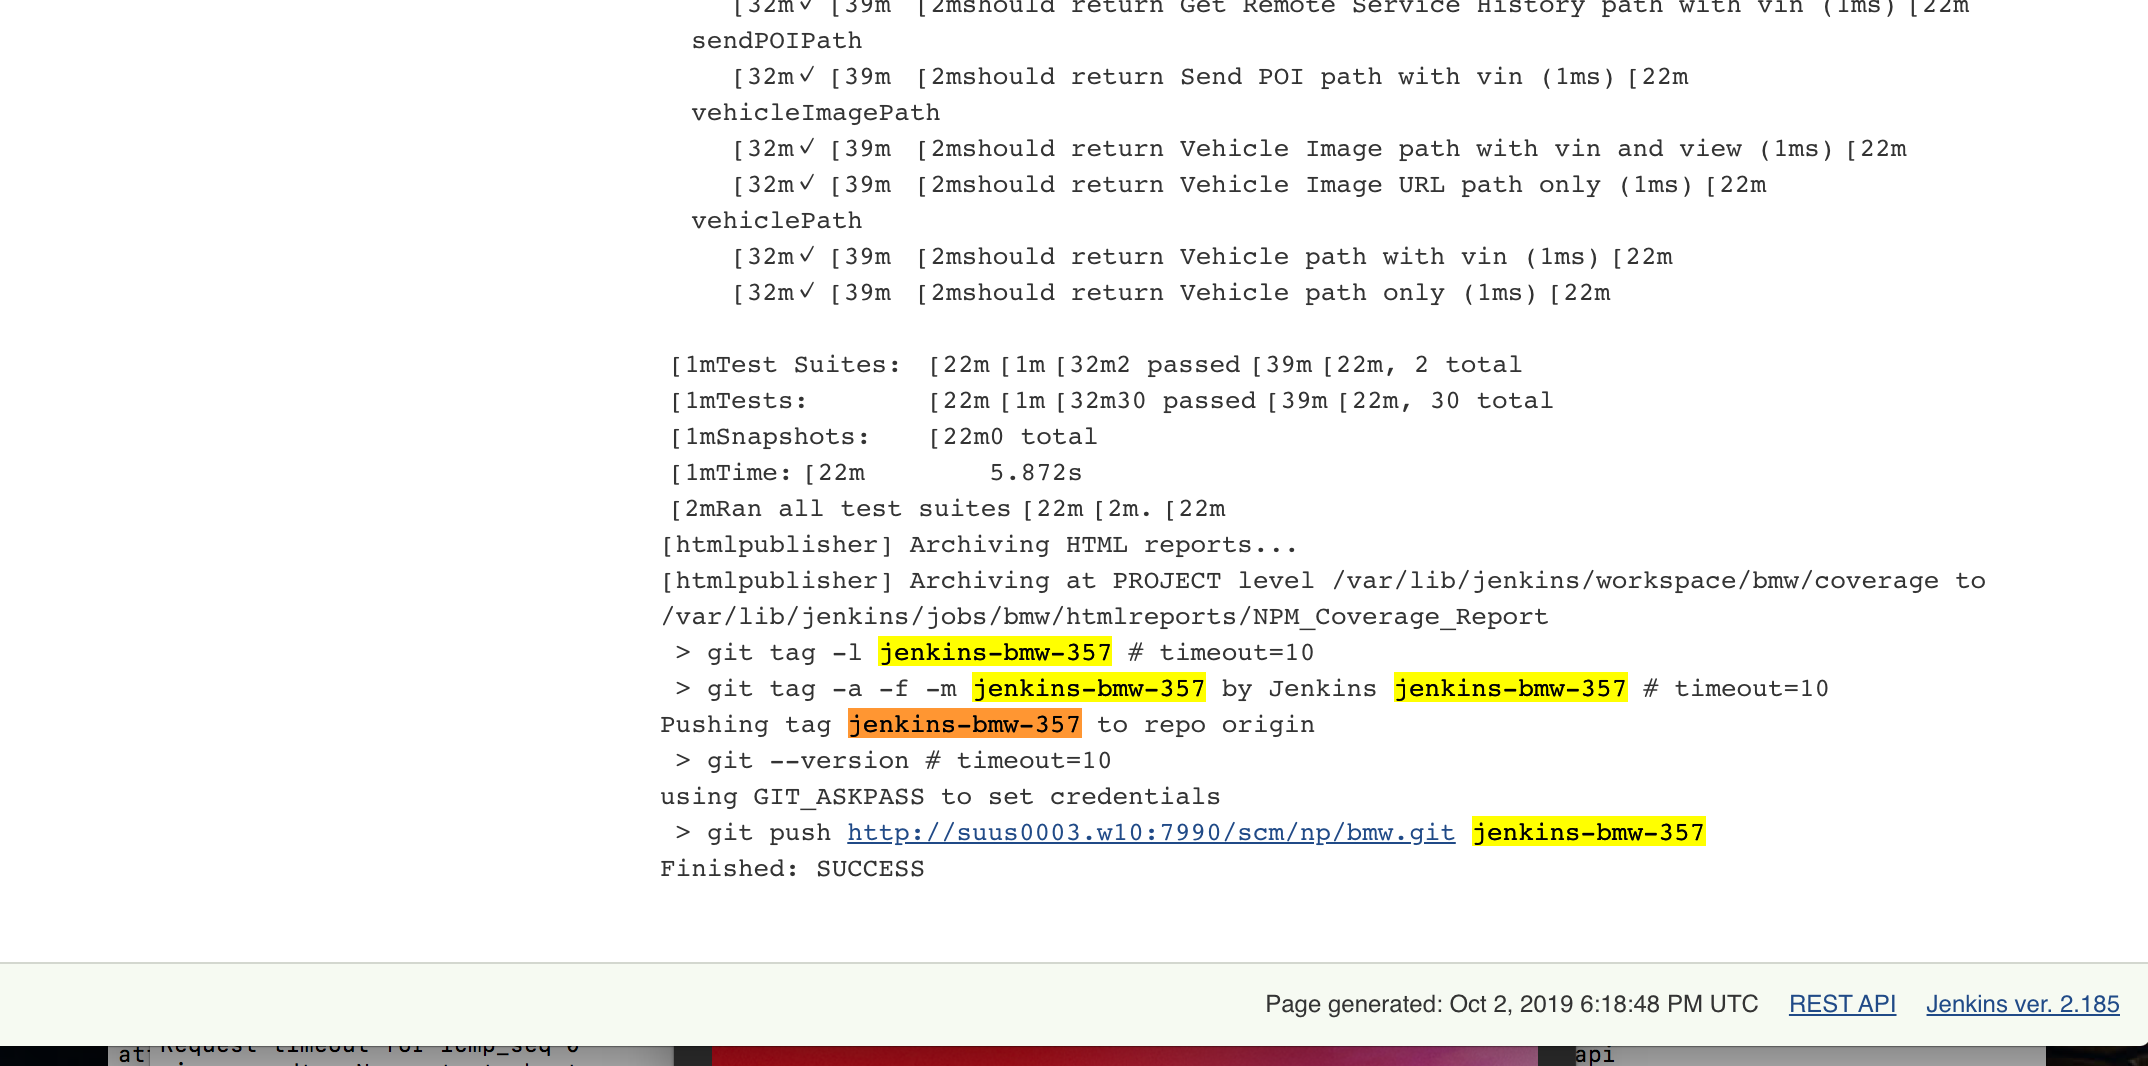 [32m✓ [39m [2mshould return Get Remote Service History path with vin (1ms) [22m
sendPOIPath
[32m✓ [39m [2mshould return Send POI path with vin (1ms) [22m
vehicleImagePath
[32m✓ [39m [2mshould return Vehicle Image path with vin and view (1ms) [22m
[32m✓ [39m [2mshould return Vehicle Image URL path only (1ms) [22m
vehiclePath
[32m✓ [39m [2mshould return Vehicle path with vin (1ms) [22m
[32m✓ [39m [2mshould return Vehicle path only (1ms) [22m
[1mTest Suites: [22m [1m [32m2 passed [39m [22m, 2 total
[1mTests: [22m [1m [32m30 passed [39m [22m, 30 total
[1mSnapshots: [22m0 total
[1mTime: [22m 5.872s
[2mRan all test suites [22m [2m. [22m
[htmlpublisher] Archiving HTML reports...
[htmlpublisher] Archiving at PROJECT level /var/lib/jenkins/workspace/bmw/coverage to
/var/lib/jenkins/jobs/bmw/htmlreports/NPM_Coverage_Report
> git tag -l jenkins-bmw-357 # timeout=10
> git tag -a -f -m jenkins-bmw-357 by Jenkins jenkins-bmw-357 # timeout=10
Pushing tag jenkins-bmw-357 to repo origin
> git --version # timeout=10
using GIT_ASKPASS to set credentials
> git push http://suus0003.w10:7990/scm/np/bmw.git jenkins-bmw-357
Finished: SUCCESS
Page generated: Oct 2, 2019 6:18:48 PM UTC REST API Jenkins ver. 2.185
at Request timeout for icmp_seq 0 api